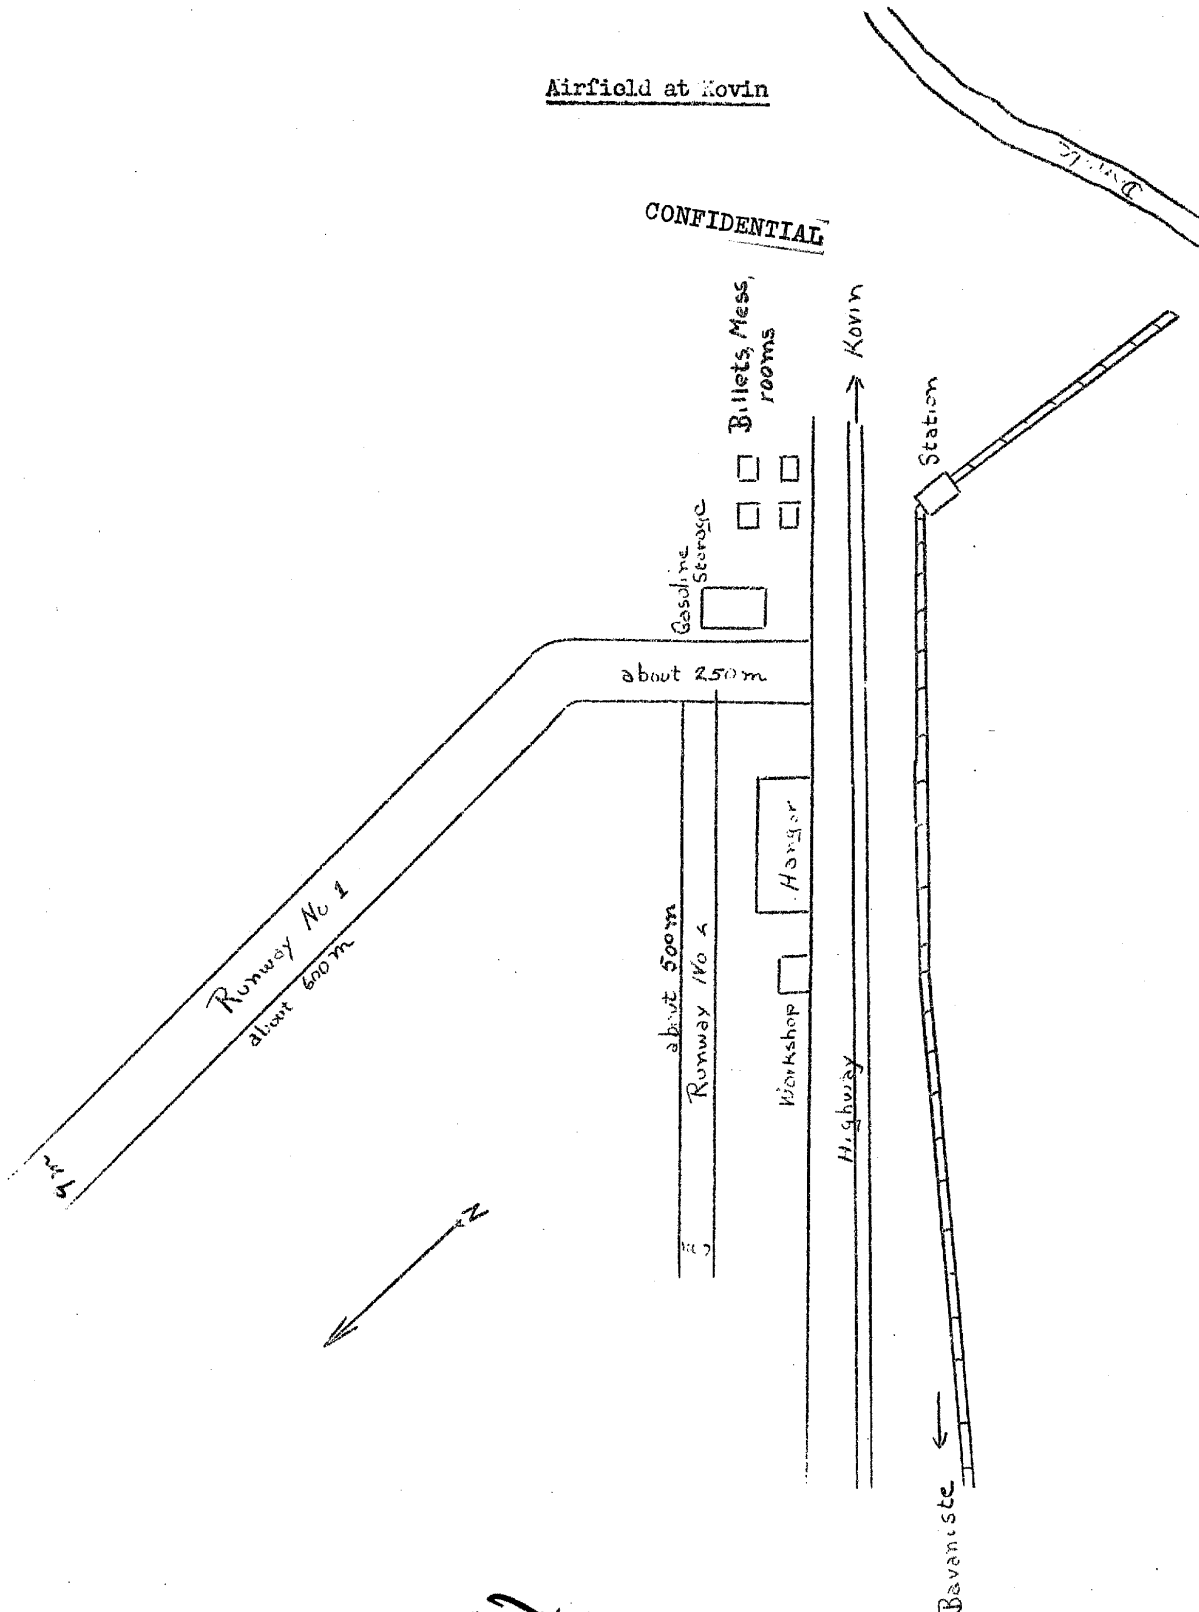 Airfield at Kovin
CONFIDENTIAL
Billets, Mess,
rooms
Kovin
Station
Gasoline
Storage
about 250m
Hangar
Runway No 1
about 600m
about 500m
Runway No
Workshop
Highway
N
Bavaniste